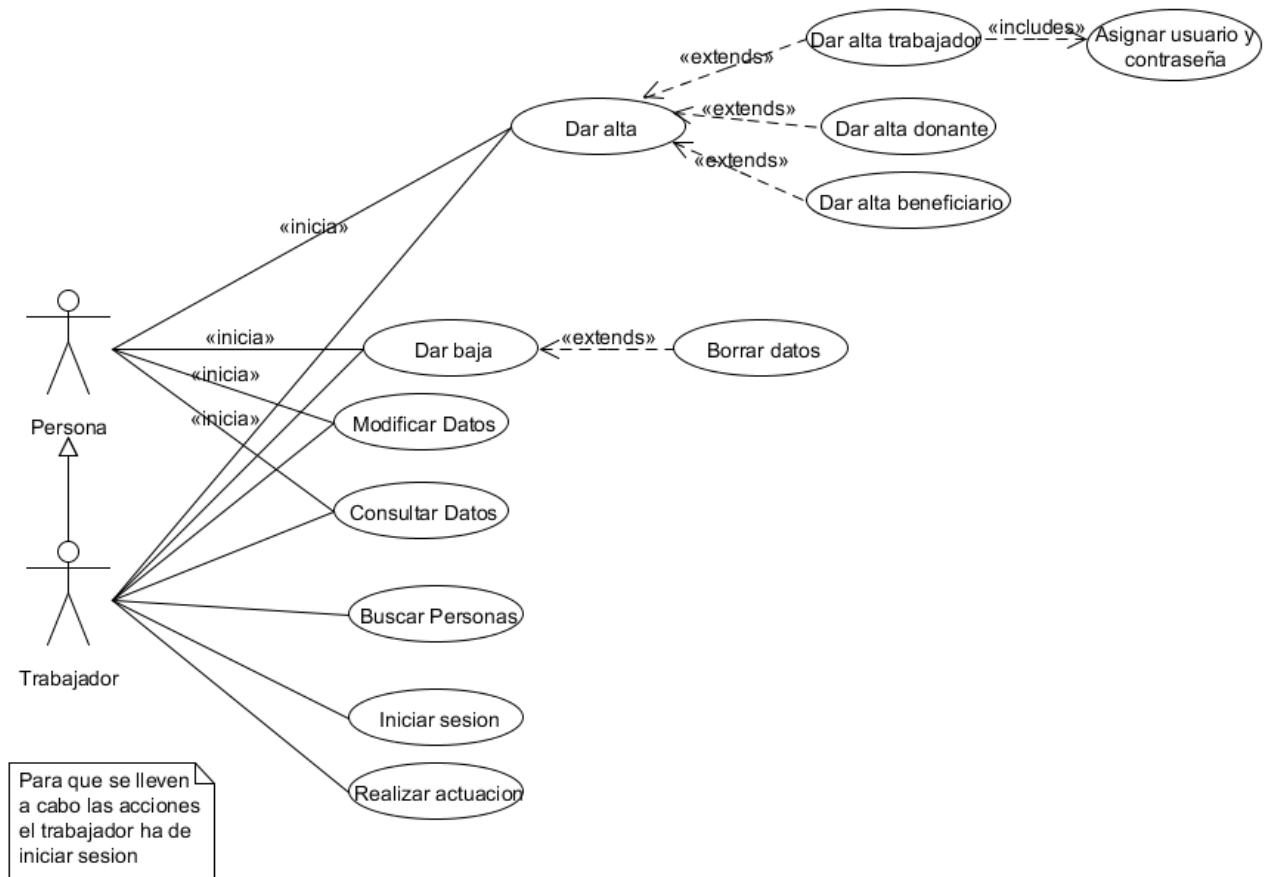 Dar alta trabajador
«includes»
Asignar usuario y
contraseña
«extends»
Dar alta
«extends»
Dar alta donante
«extends»
Dar alta beneficiario
«inicia»
Persona
«inicia»
Dar baja
«extends»
Borrar datos
«inicia»
Modificar Datos
«inicia»
Consultar Datos
Buscar Personas
Trabajador
Iniciar sesion
Realizar actuacion
Para que se lleven
a cabo las acciones
el trabajador ha de
iniciar sesion